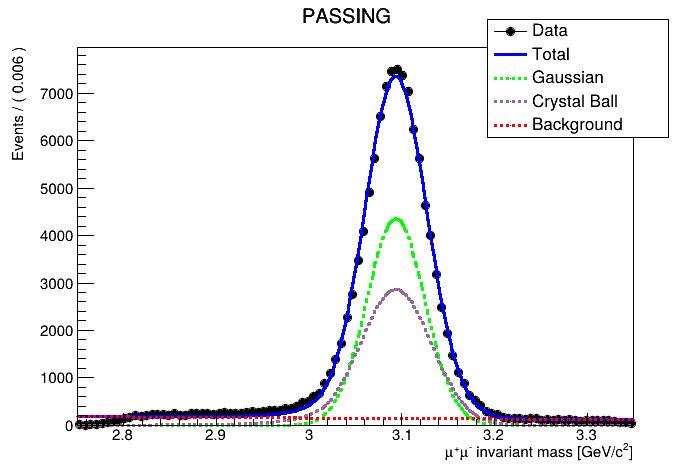 PASSING
Data
Total
Gaussian
Crystal Ball
Background
Events / ( 0.006 )
7000
6000
5000
4000
3000
2000
1000
0
2.8
2.9
3
3.1
3.2
3.3
μ⁺μ⁻ invariant mass [GeV/c²]